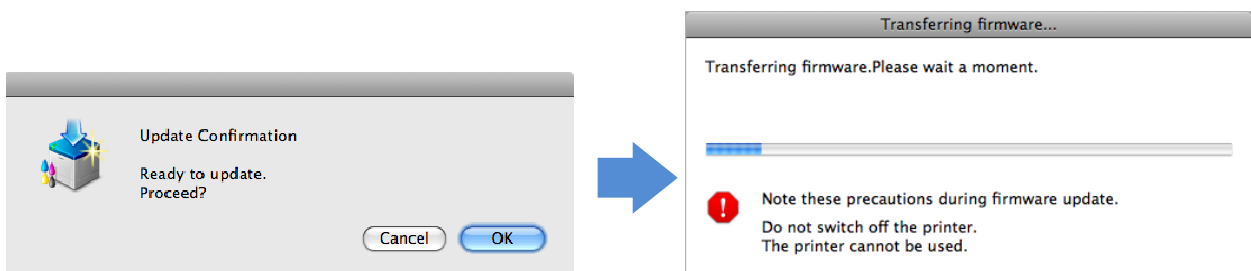 Update Confirmation
Ready to update.
Proceed?
Cancel
OK
Transferring firmware...
Transferring firmware.Please wait a moment.
Note these precautions during firmware update.
Do not switch off the printer.
The printer cannot be used.